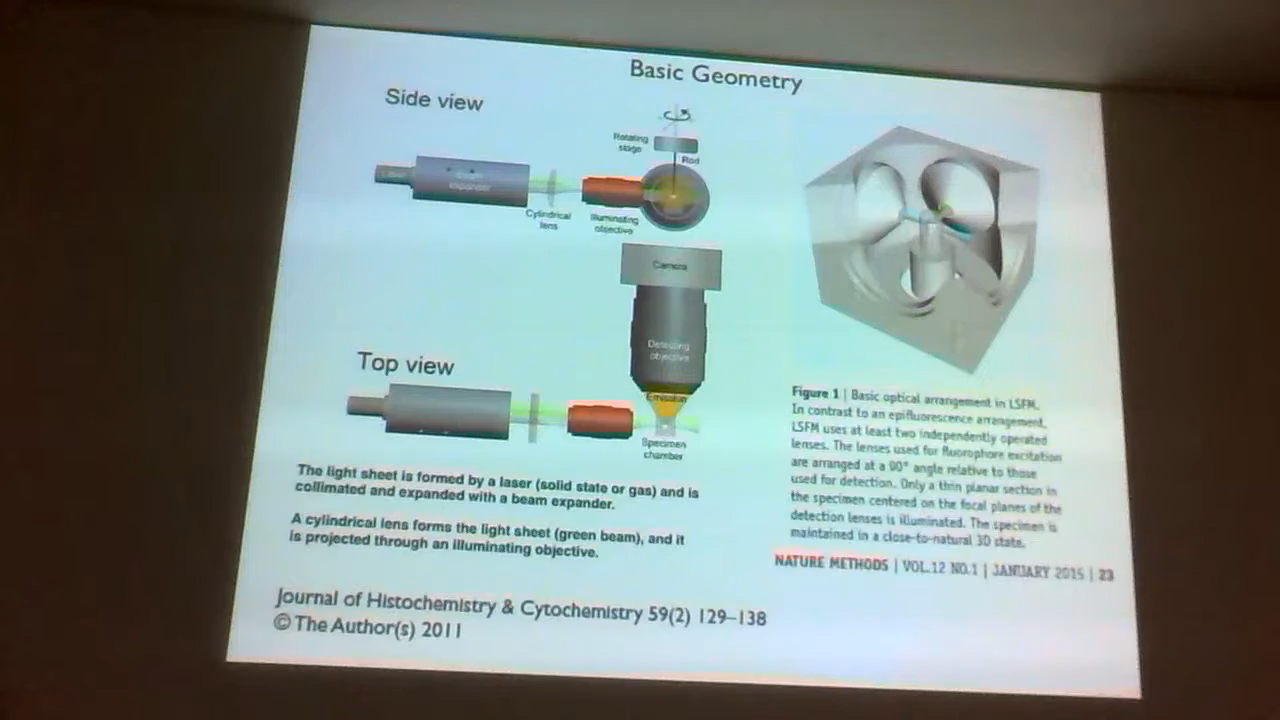 Basic Geometry
Side view
Rotating
stage
Rod
Laser
expander
Cylindrical
lens
Illuminating
objective
Camera
Detecting
objective
Top view
Emission
Specimen
chamber
The light sheet is formed by a laser (solid state or gas) and is
collimated and expanded with a beam expander.
A cylindrical lens forms the light sheet (green beam), and it
is projected through an illuminating objective.
Journal of Histochemistry & Cytochemistry 59(2) 129–138
© The Author(s) 2011
Figure 1 | Basic optical arrangement in LSFM.
In contrast to an epifluorescence arrangement,
LSFM uses at least two independently operated
lenses. The lenses used for fluorophore excitation
are arranged at a 90° angle relative to those
used for detection. Only a thin planar section in
the specimen centered on the focal planes of the
detection lenses is illuminated. The specimen is
maintained in a close-to-natural 3D state.
NATURE METHODS | VOL.12 NO.1 | JANUARY 2015 | 23